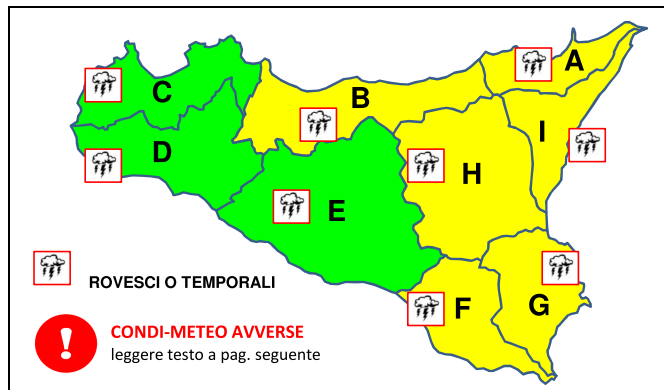 A
B
C
I
D
H
E
F
G
ROVESCI O TEMPORALI
! CONDI-METEO AVVERSE
leggere testo a pag. seguente